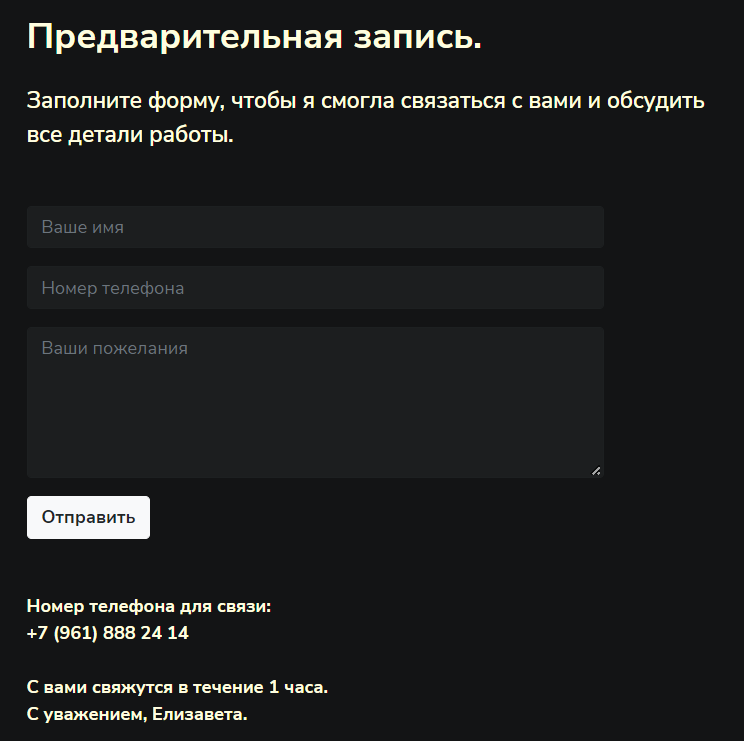 Предварительная запись.
Заполните форму, чтобы я смогла связаться с вами и обсудить
все детали работы.
Ваше имя
Номер телефона
Ваши пожелания
Отправить
Номер телефона для связи:
+7 (961) 888 24 14
С вами свяжутся в течение 1 часа.
С уважением, Елизавета.